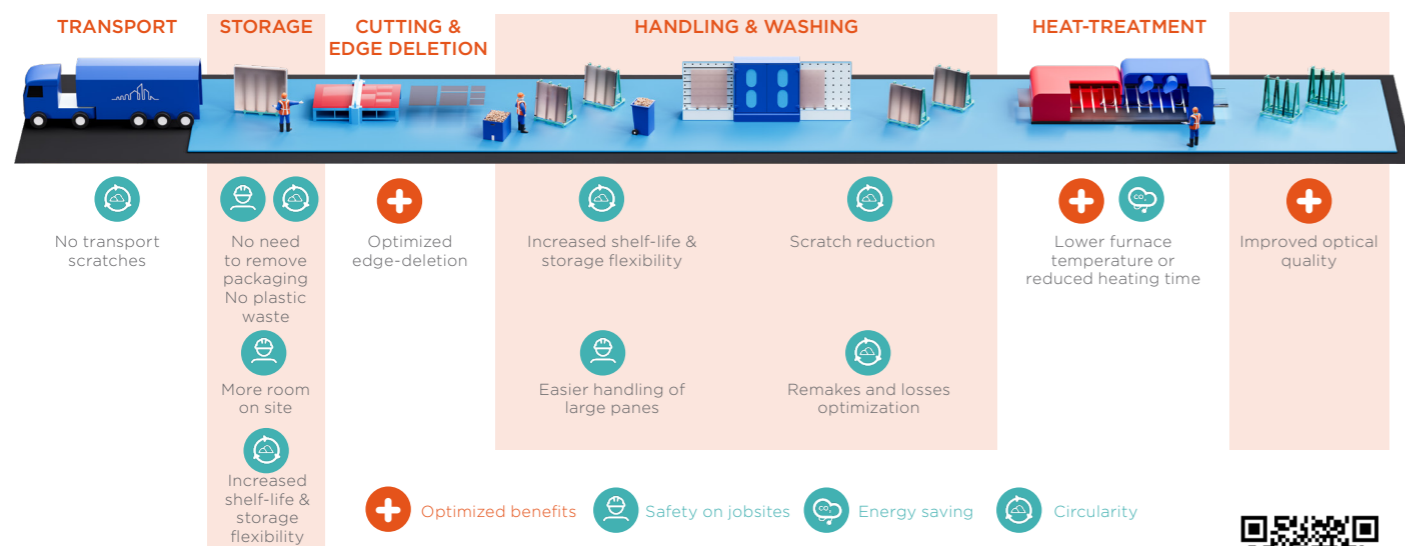 TRANSPORT
STORAGE
CUTTING &
EDGE DELETION
HANDLING & WASHING
HEAT-TREATMENT
No transport
scratches
No need
to remove
packaging
No plastic
waste
More room
on site
Increased
shelf-life &
storage
flexibility
Optimized
edge-deletion
Increased shelf-life &
storage flexibility
Easier handling of
large panes
Scratch reduction
Remakes and losses
optimization
CO₂
Lower furnace
temperature or
reduced heating time
Improved optical
quality
Optimized benefits
Safety on jobsites
CO₂
Energy saving
Circularity